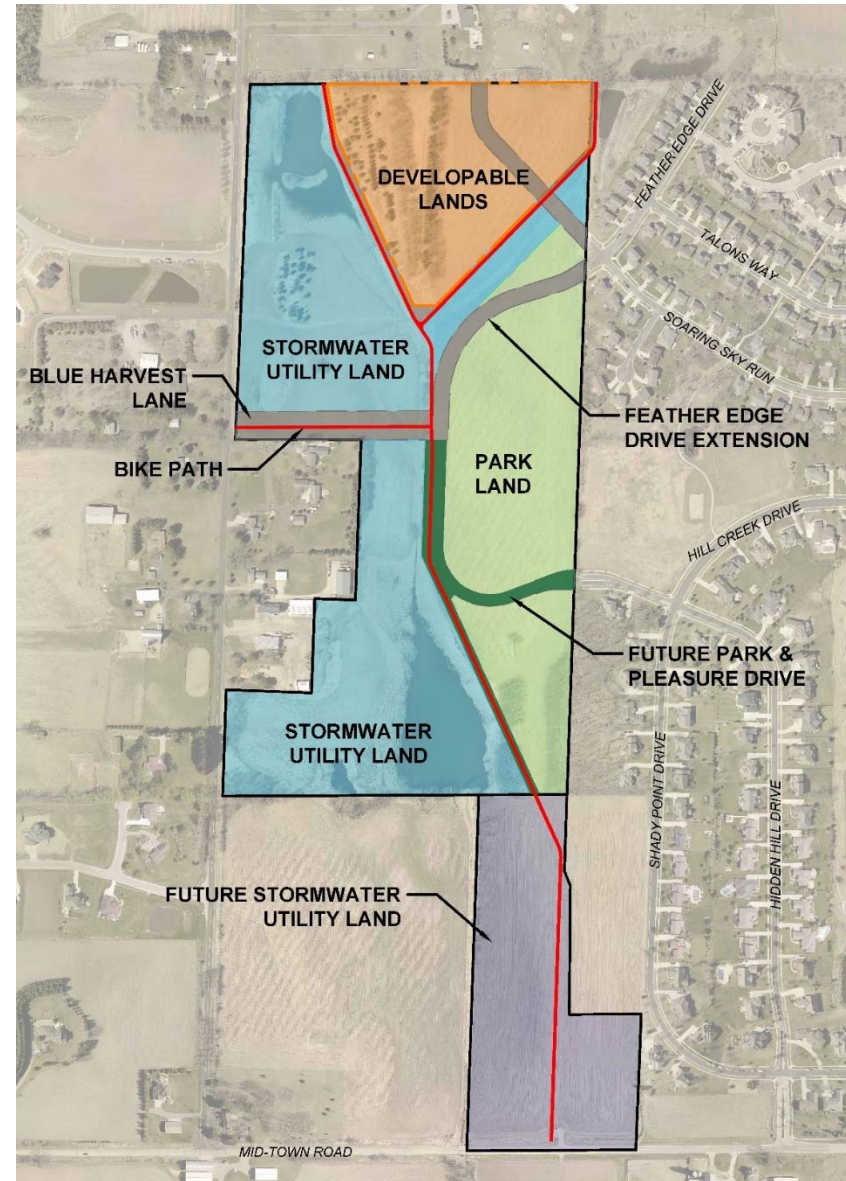 FEATHER EDGE DRIVE
DEVELOPABLE
LANDS
TALONS WAY
SOARING SKY RUN
STORMWATER
UTILITY LAND
BLUE HARVEST
LANE
FEATHER EDGE
DRIVE EXTENSION
BIKE PATH
PARK
LAND
HILL CREEK DRIVE
FUTURE PARK &
PLEASURE DRIVE
STORMWATER
UTILITY LAND
SHADY POINT DRIVE
HIDDEN HILL DRIVE
FUTURE STORMWATER
UTILITY LAND
MID-TOWN ROAD